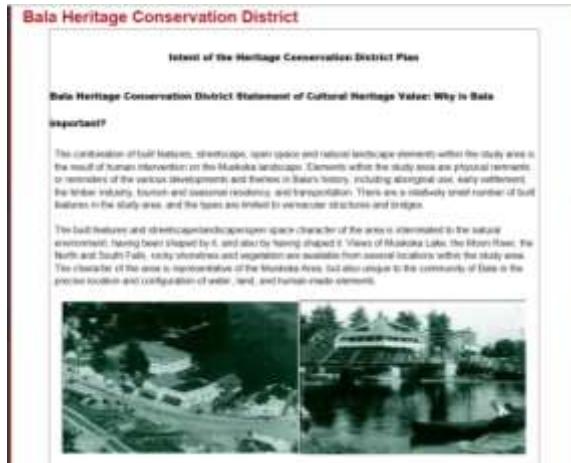 Bala Heritage Conservation District
Intent of the Heritage Conservation District Plan
Bala Heritage Conservation District Statement of Cultural Heritage Value: Why is Bala
important?
The combination of built features, streetscape, open space and natural landscape elements within the study area is
the result of human intervention on the Muskoka landscape. Elements within the study area are physical remnants
or reminders of the various developments and themes in Bala's history, including aboriginal use, early settlement,
the timber industry, tourism and seasonal residency, and transportation. There are a relatively small number of built
features in the study area, and the types are limited to vernacular structures and bridges.
The built features and streetscape/landscape/open space character of the area is interrelated to the natural
environment, having been shaped by it, and also by having shaped it. Views of Muskoka Lake, the Moon River, the
North and South Falls, rocky shorelines and vegetation are available from several locations within the study area.
The character of the area is representative of the Muskoka Area, but also unique to the community of Bala is the
precise location and configuration of water, land, and human-made elements.